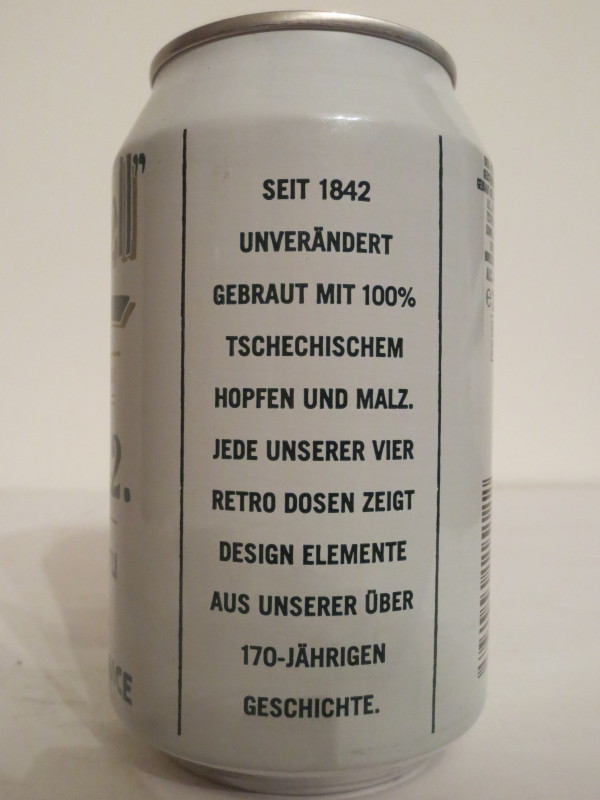 SEIT 1842
UNVERÄNDERT
GEBRAUT MIT 100%
TSCHECHISCHEM
HOPFEN UND MALZ.
JEDE UNSERER VIER
RETRO DOSEN ZEIGT
DESIGN ELEMENTE
AUS UNSERER ÜBER
170-JÄHRIGEN
GESCHICHTE.